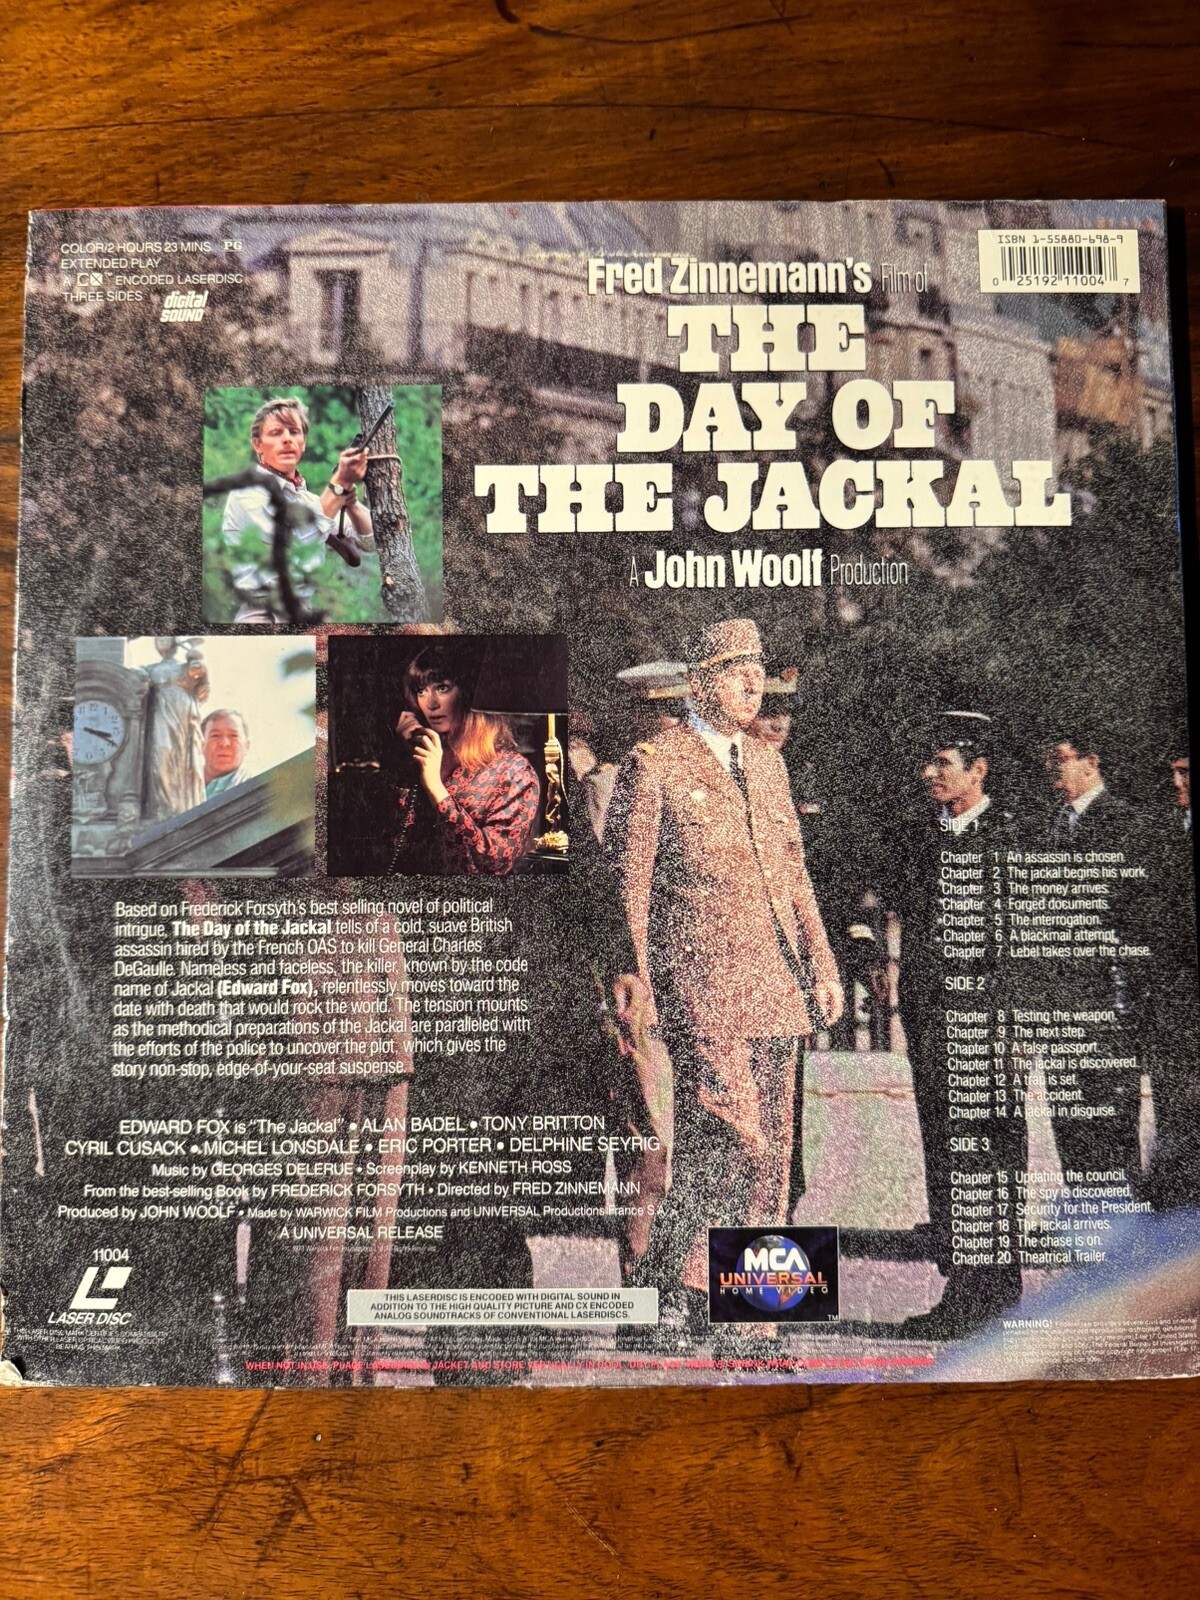 COLOR/2 HOURS 23 MINS. PG
EXTENDED PLAY
A CX™ ENCODED LASERDISC
THREE SIDES
digital
SOUND
ISBN 1-55880-698-9
0 25192 11004 7
Fred Zinnemann's Film of
THE
DAY OF
THE JACKAL
A John Woolf Production
Based on Frederick Forsyth's best selling novel of political
intrigue, The Day of the Jackal tells of a cold, suave British
assassin hired by the French OAS to kill General Charles
DeGaulle. Nameless and faceless, the killer, known by the code
name of Jackal (Edward Fox), relentlessly moves toward the
date with death that would rock the world. The tension mounts
as the methodical preparations of the Jackal are paralleled with
the efforts of the police to uncover the plot, which gives the
story non-stop, edge-of-your-seat suspense.
EDWARD FOX is "The Jackal" • ALAN BADEL • TONY BRITTON
CYRIL CUSACK • MICHEL LONSDALE • ERIC PORTER • DELPHINE SEYRIG
Music by GEORGES DELERUE • Screenplay by KENNETH ROSS
From the best-selling Book by FREDERICK FORSYTH • Directed by FRED ZINNEMANN
Produced by JOHN WOOLF • Made by WARWICK FILM Productions and UNIVERSAL Productions France S.A.
A UNIVERSAL RELEASE
SIDE 1
Chapter 1 An assassin is chosen.
Chapter 2 The jackal begins his work.
Chapter 3 The money arrives.
Chapter 4 Forged documents.
Chapter 5 The interrogation.
Chapter 6 A blackmail attempt.
Chapter 7 Lebel takes over the chase.
SIDE 2
Chapter 8 Testing the weapon.
Chapter 9 The next step.
Chapter 10 A false passport.
Chapter 11 The jackal is discovered.
Chapter 12 A trap is set.
Chapter 13 The accident.
Chapter 14 A jackal in disguise.
SIDE 3
Chapter 15 Updating the council.
Chapter 16 The spy is discovered.
Chapter 17 Security for the President.
Chapter 18 The jackal arrives.
Chapter 19 The chase is on.
Chapter 20 Theatrical Trailer.
11004
LASER DISC
THIS LASERDISC IS ENCODED WITH DIGITAL SOUND IN
ADDITION TO THE HIGH QUALITY PICTURE AND CX ENCODED
ANALOG SOUNDTRACKS OF CONVENTIONAL LASERDISCS.
MCA
UNIVERSAL
HOME VIDEO
TM
WARNING!
WHEN NOT IN USE, PLACE LASERDISC IN JACKET AND STORE VERTICALLY IN COOL